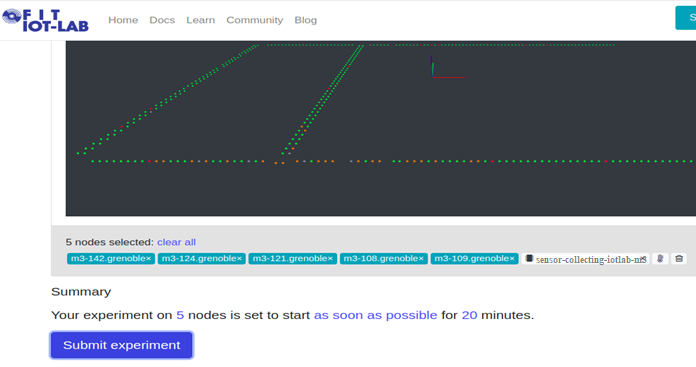 FIT
IOT-LAB
Home Docs Learn Community Blog
S
5 nodes selected: clear all
m3-142.grenoble× m3-124.grenoble× m3-121.grenoble× m3-108.grenoble× m3-109.grenoble× sensor-collecting-iotlab-m3×
Summary
Your experiment on 5 nodes is set to start as soon as possible for 20 minutes.
Submit experiment